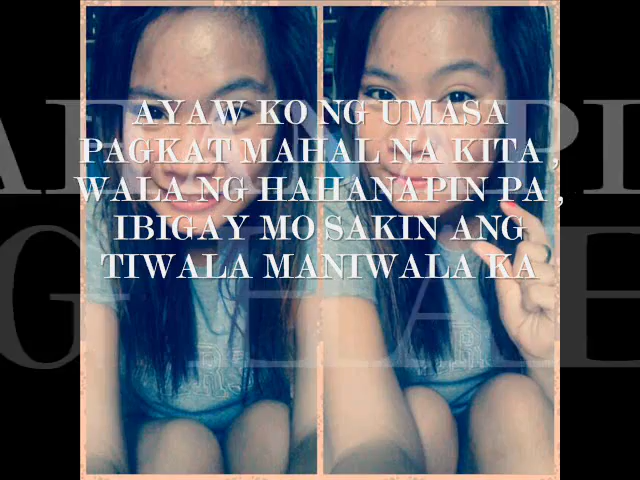 AYAW KO NG UMASA
PAGKAT MAHAL NA KITA ,
WALA NG HAHANAPIN PA ,
IBIGAY MO SAKIN ANG
TIWALA MANIWALA KA